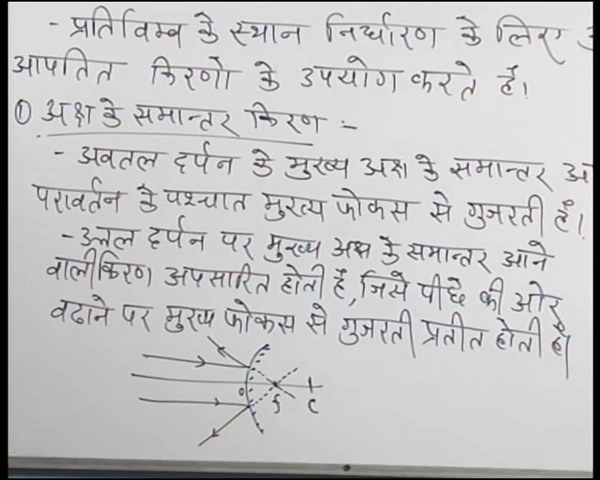 - प्रतिविम्ब के स्थान निर्धारण के लिए
आपतित किरणो के उपयोग करते हैं।
① अक्ष के समान्तर किरण :-
- अवतल दर्पन के मुख्य अक्ष के समान्तर
परावर्तन के पश्चात मुख्य फोकस से गुजरती हैं।
- उत्तल दर्पन पर मुख्य अक्ष के समान्तर आने
वाली किरण अपसारित होती हैं, जिसे पीछे की ओर
वढाने पर मुख्य फोकस से गुजरती प्रतीत होती हैं
F C